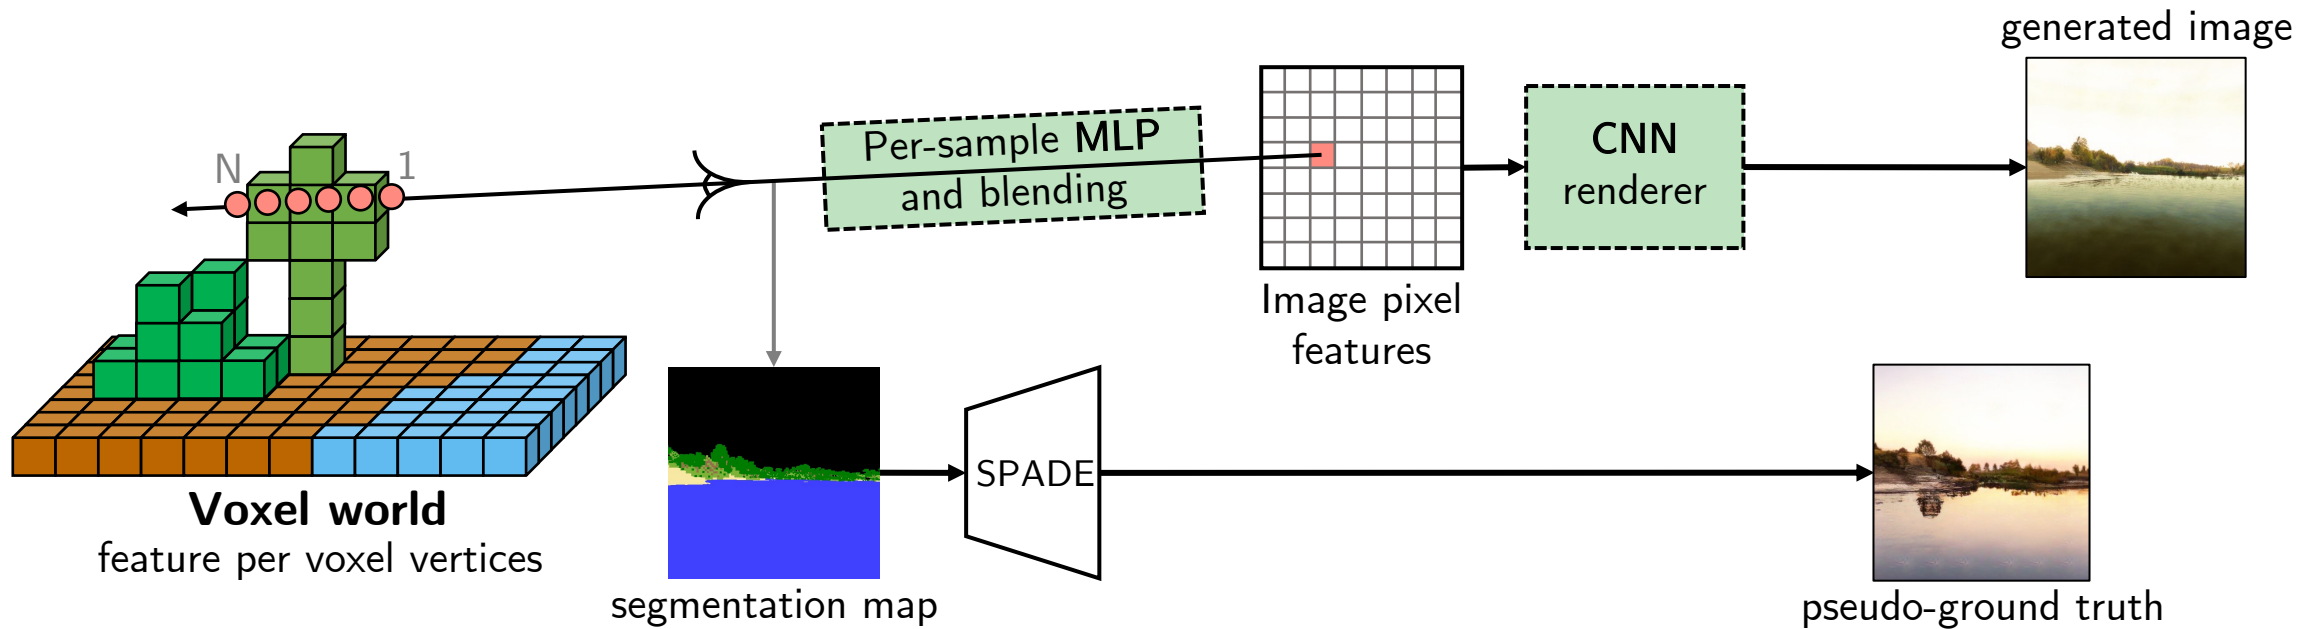 generated image
N
1
Per-sample MLP
and blending
CNN
renderer
Image pixel
features
SPADE
Voxel world
feature per voxel vertices
segmentation map
pseudo-ground truth